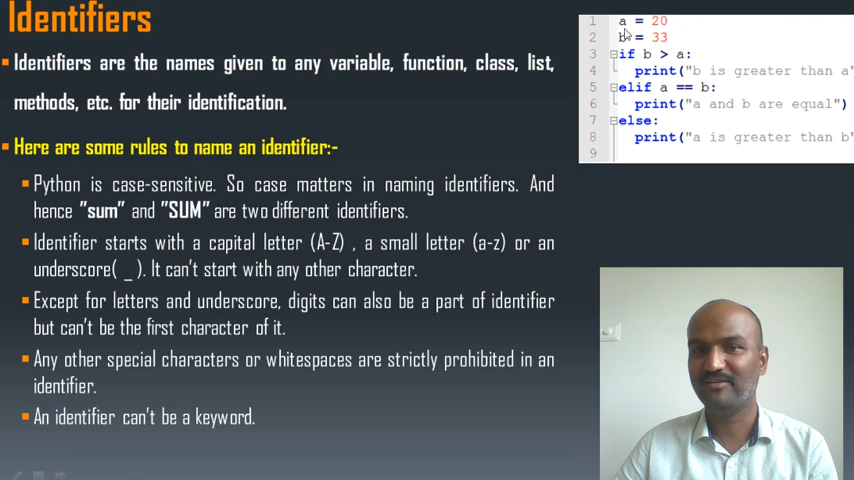 Identifiers
Identifiers are the names given to any variable, function, class, list,
methods, etc. for their identification.
Here are some rules to name an identifier:-
Python is case-sensitive. So case matters in naming identifiers. And
hence "sum" and "SUM" are two different identifiers.
Identifier starts with a capital letter (A-Z) , a small letter (a-z) or an
underscore( _ ). It can't start with any other character.
Except for letters and underscore, digits can also be a part of identifier
but can't be the first character of it.
Any other special characters or whitespaces are strictly prohibited in an
identifier.
An identifier can't be a keyword.
1 a = 20
2 b = 33
3 if b > a:
4 print("b is greater than a"
5 elif a == b:
6 print("a and b are equal")
7 else:
8 print("a is greater than b"
9